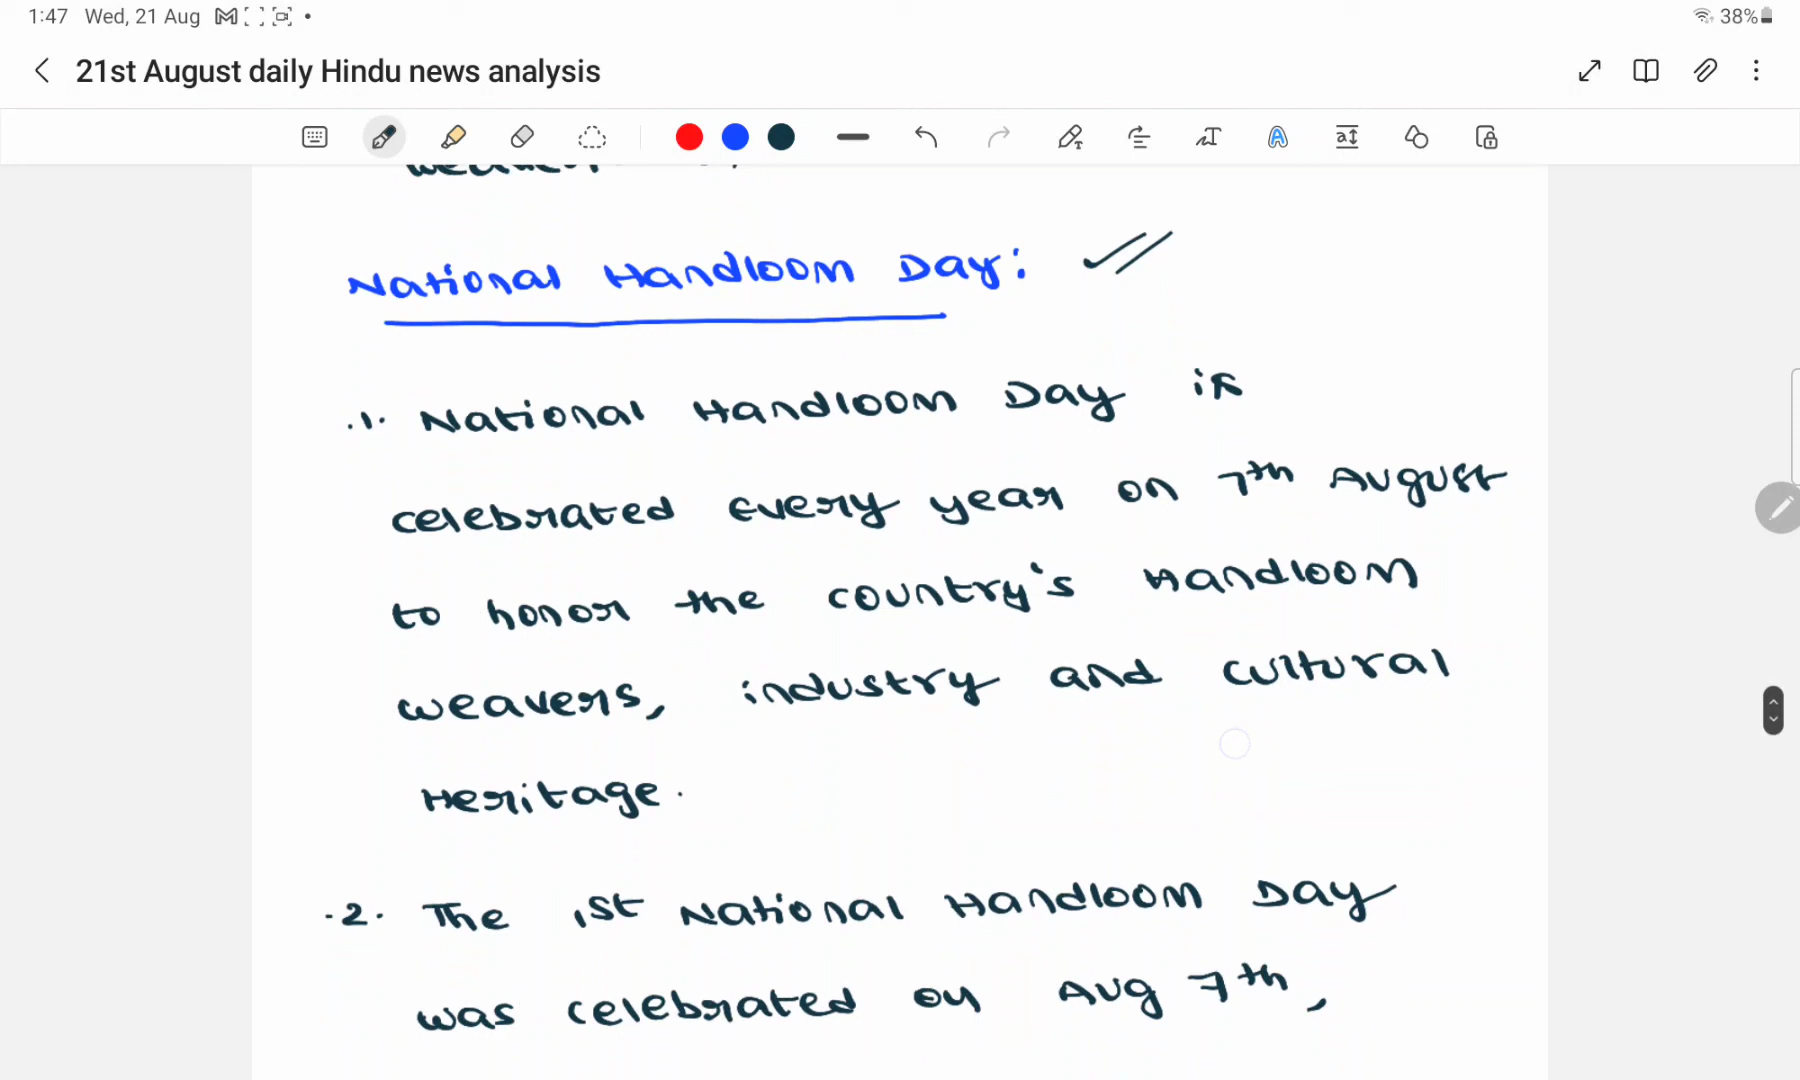 1:47 Wed, 21 Aug
38%
21st August daily Hindu news analysis
National Handloom Day:
.1. National Handloom Day is
celebrated every year on 7th August
to honor the country's Handloom
weavers, industry and cultural
Heritage.
.2. The 1st National Handloom Day
was celebrated on Aug 7th,